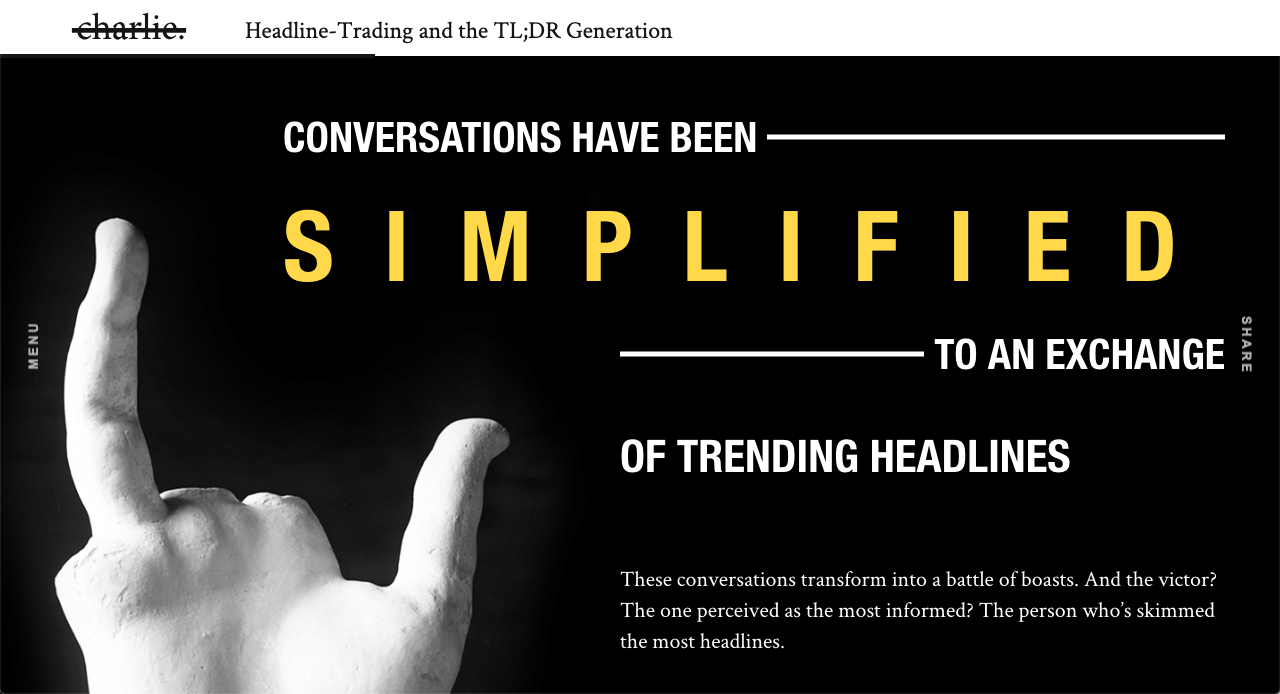 charlie.
Headline-Trading and the TL;DR Generation
CONVERSATIONS HAVE BEEN
SIMPLIFIED
TO AN EXCHANGE
OF TRENDING HEADLINES
MENU
SHARE
These conversations transform into a battle of boasts. And the victor?
The one perceived as the most informed? The person who’s skimmed
the most headlines.